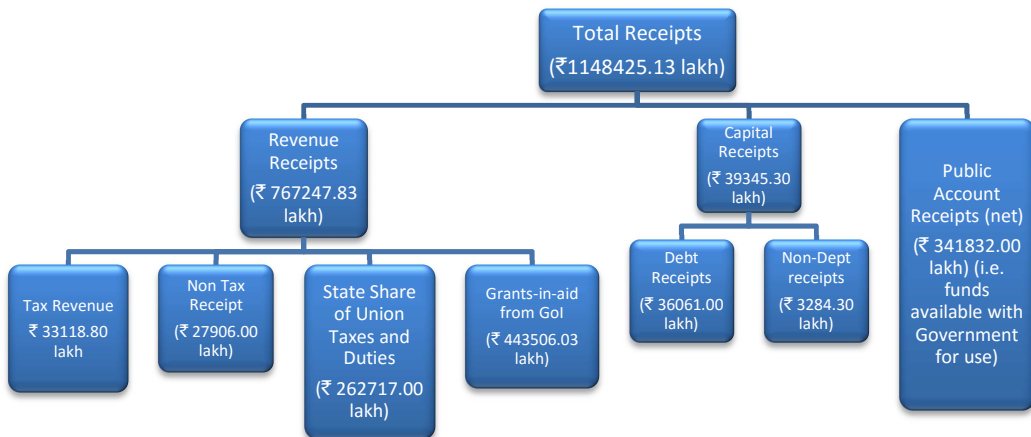 Total Receipts
(₹1148425.13 lakh)
Revenue
Receipts
(₹ 767247.83
lakh)
Capital
Receipts
(₹ 39345.30
lakh)
Public
Account
Receipts (net)
(₹ 341832.00
lakh) (i.e.
funds
available with
Government
for use)
Tax Revenue
₹ 33118.80
lakh
Non Tax
Receipt
(₹ 27906.00
lakh)
State Share
of Union
Taxes and
Duties
(₹ 262717.00
lakh)
Grants-in-aid
from GoI
(₹ 443506.03
lakh)
Debt
Receipts
(₹ 36061.00
lakh)
Non-Dept
receipts
(₹ 3284.30
lakh)